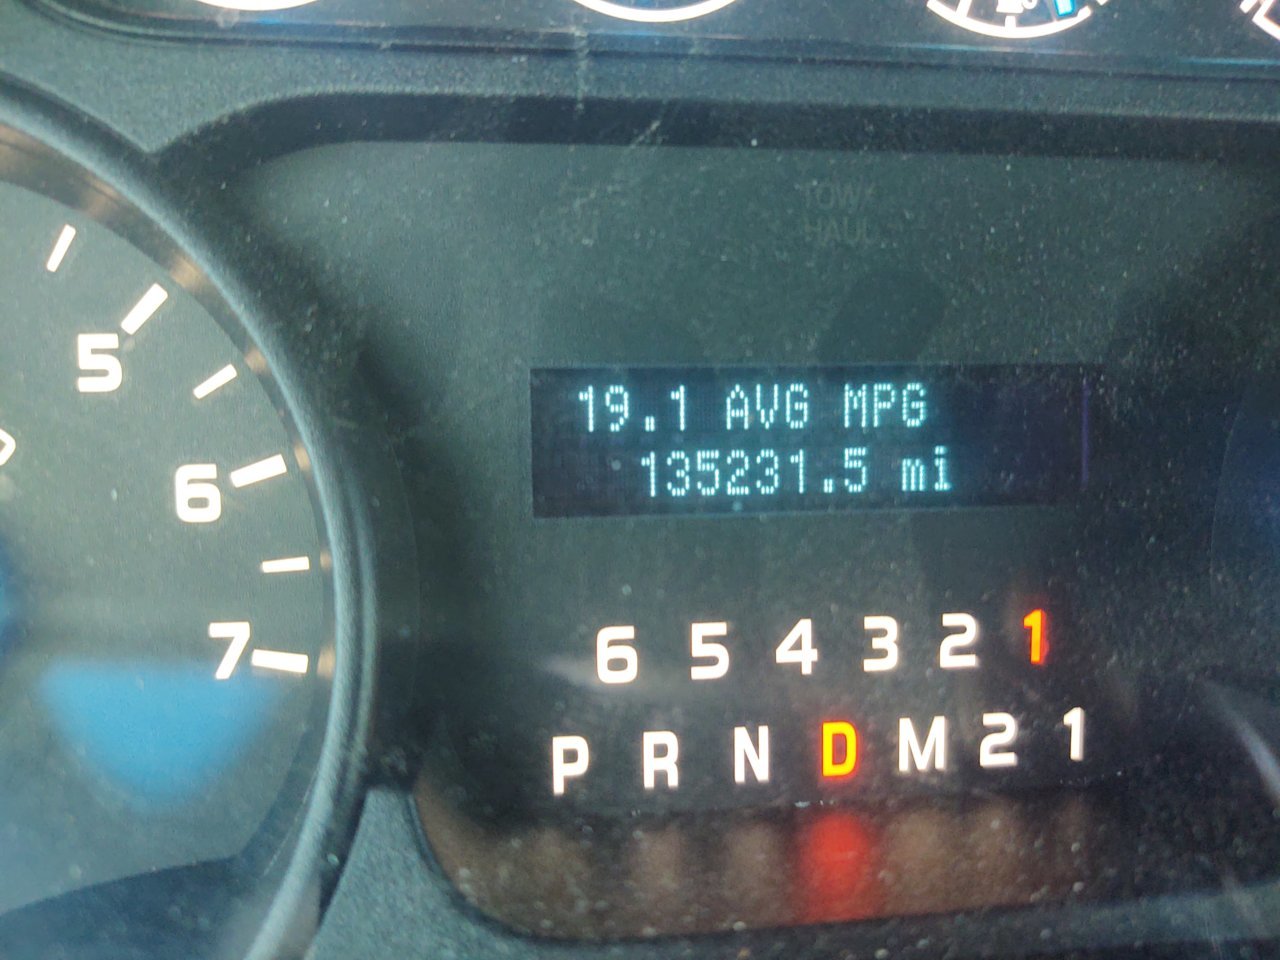 TOW/
HAUL
5
6
7
19.1 AVG MPG
135231.5 mi
6 5 4 3 2 1
P R N D M 2 1